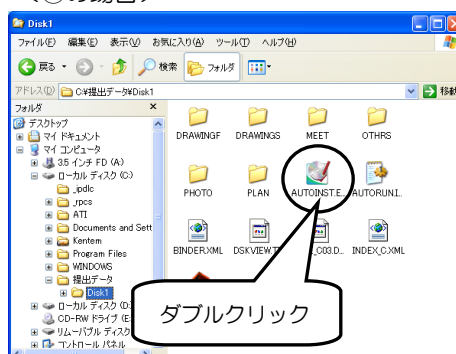 Disk1
ファイル(F) 編集(E) 表示(V) お気に入り(A) ツール(T) ヘルプ(H)
戻る 検索 フォルダ
アドレス(D) C:¥提出データ¥Disk1 移動
フォルダ ×
デスクトップ
マイ ドキュメント
マイ コンピュータ
3.5 インチ FD (A:)
ローカル ディスク (C:)
_ipdlc
_rpcs
ATI
Documents and Sett
Kentem
Program Files
WINDOWS
提出データ
Disk1
ローカル ディスク (D:
CD-RW ドライブ (E:
リムーバブル ディスク
コントロール パネル
DRAWINGF DRAWINGS MEET OTHRS
PHOTO PLAN AUTOINST.E... AUTORUN.I...
BINDER.XML DSKVIEW.T _C03.D... INDEX_C.XML
ダブルクリック